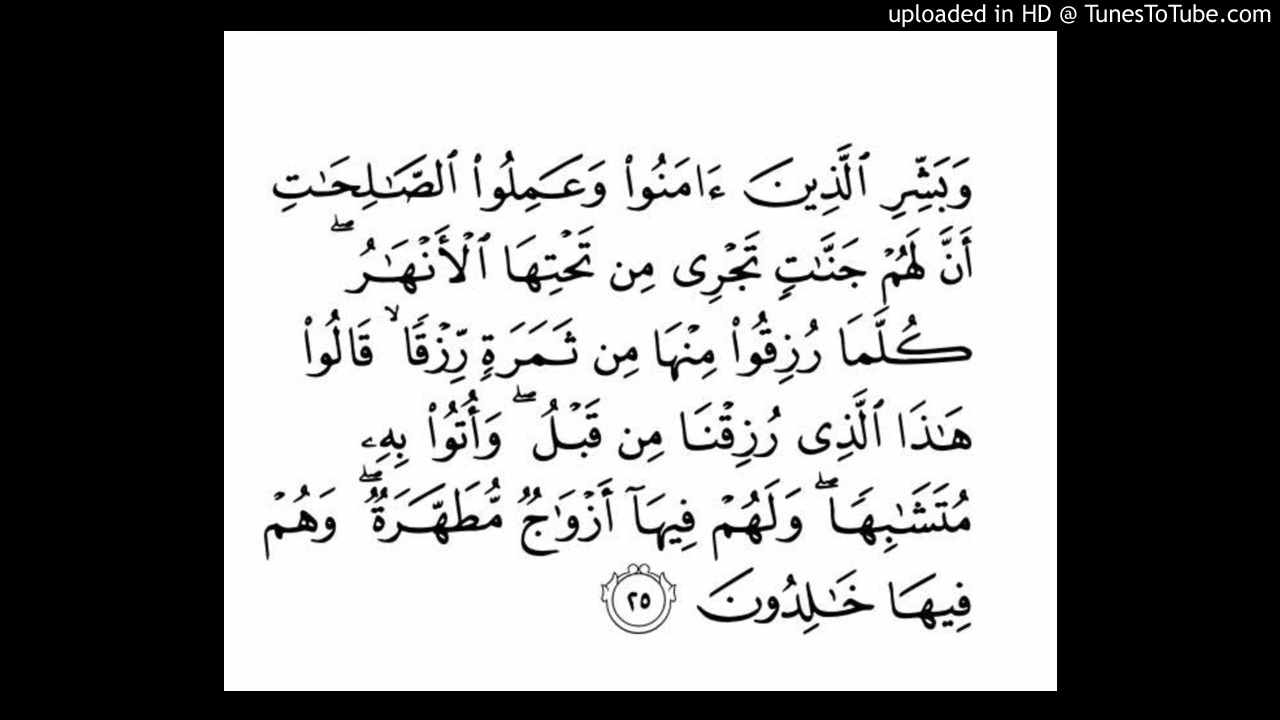 uploaded in HD @ TunesToTube.com
وَبَشِّرِ ٱلَّذِينَ ءَامَنُوا۟ وَعَمِلُوا۟ ٱلصَّـٰلِحَـٰتِ
أَنَّ لَهُمْ جَنَّـٰتٍ تَجْرِى مِن تَحْتِهَا ٱلْأَنْهَـٰرُ ۖ
كُلَّمَا رُزِقُوا۟ مِنْهَا مِن ثَمَرَةٍ رِّزْقًا ۙ قَالُوا۟
هَـٰذَا ٱلَّذِى رُزِقْنَا مِن قَبْلُ ۖ وَأُتُوا۟ بِهِۦ
مُتَشَـٰبِهًا ۖ وَلَهُمْ فِيهَآ أَزْوَٰجٌ مُّطَهَّرَةٌ ۖ وَهُمْ
فِيهَا خَـٰلِدُونَ ٢٥